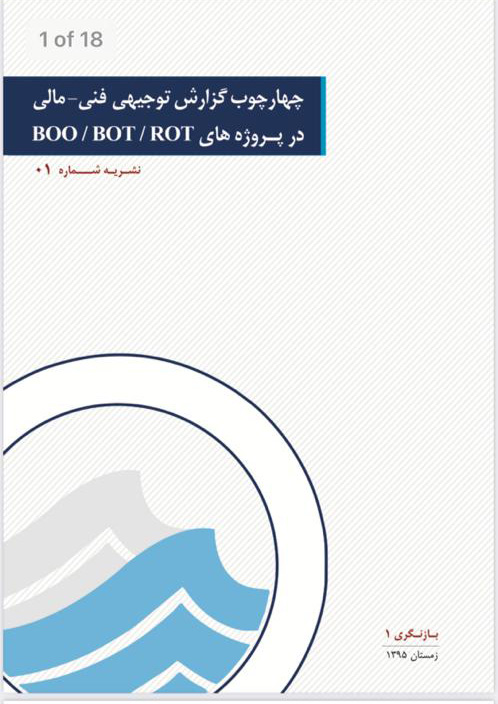 1 of 18
چهارچوب گزارش توجیهی فنی - مالی
در پروژه های BOO / BOT / ROT
نشریه شماره ۰۱
بازنگری ۱
زمستان ۱۳۹۵